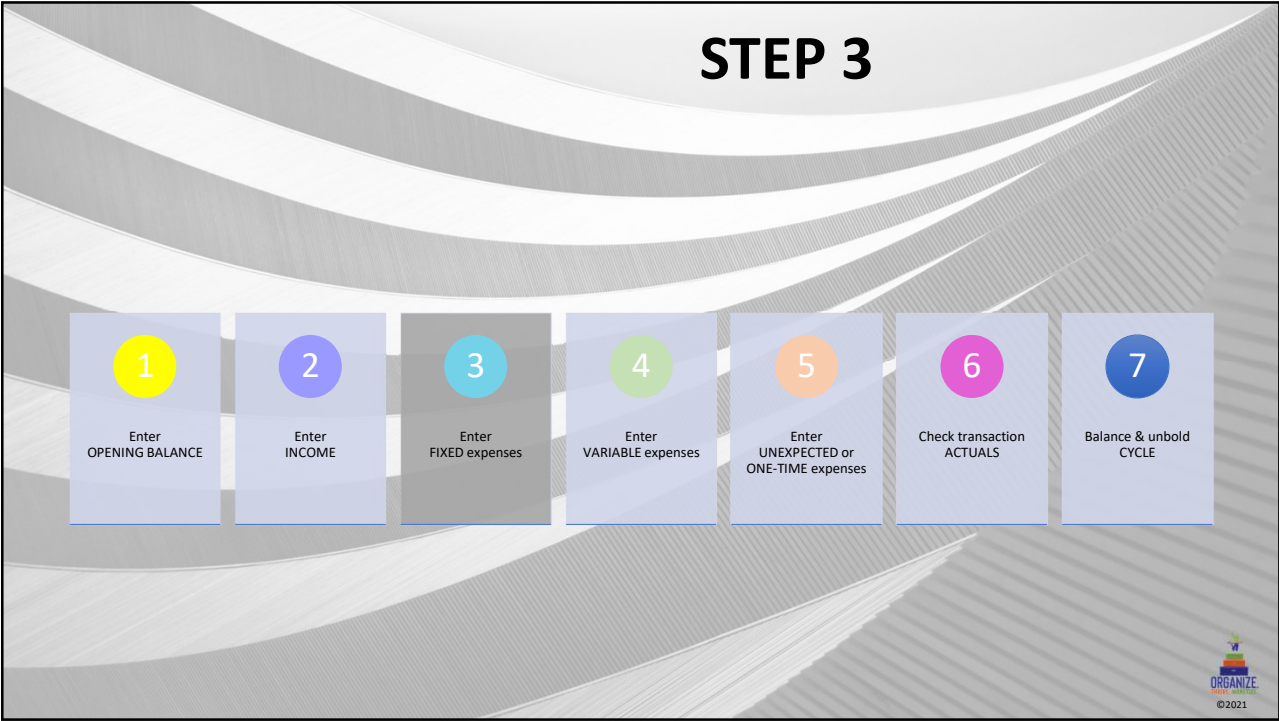 STEP 3
1
Enter
OPENING BALANCE
2
Enter
INCOME
3
Enter
FIXED expenses
4
Enter
VARIABLE expenses
5
Enter
UNEXPECTED or
ONE-TIME expenses
6
Check transaction
ACTUALS
7
Balance & unbold
CYCLE
ORGANIZE
©2021